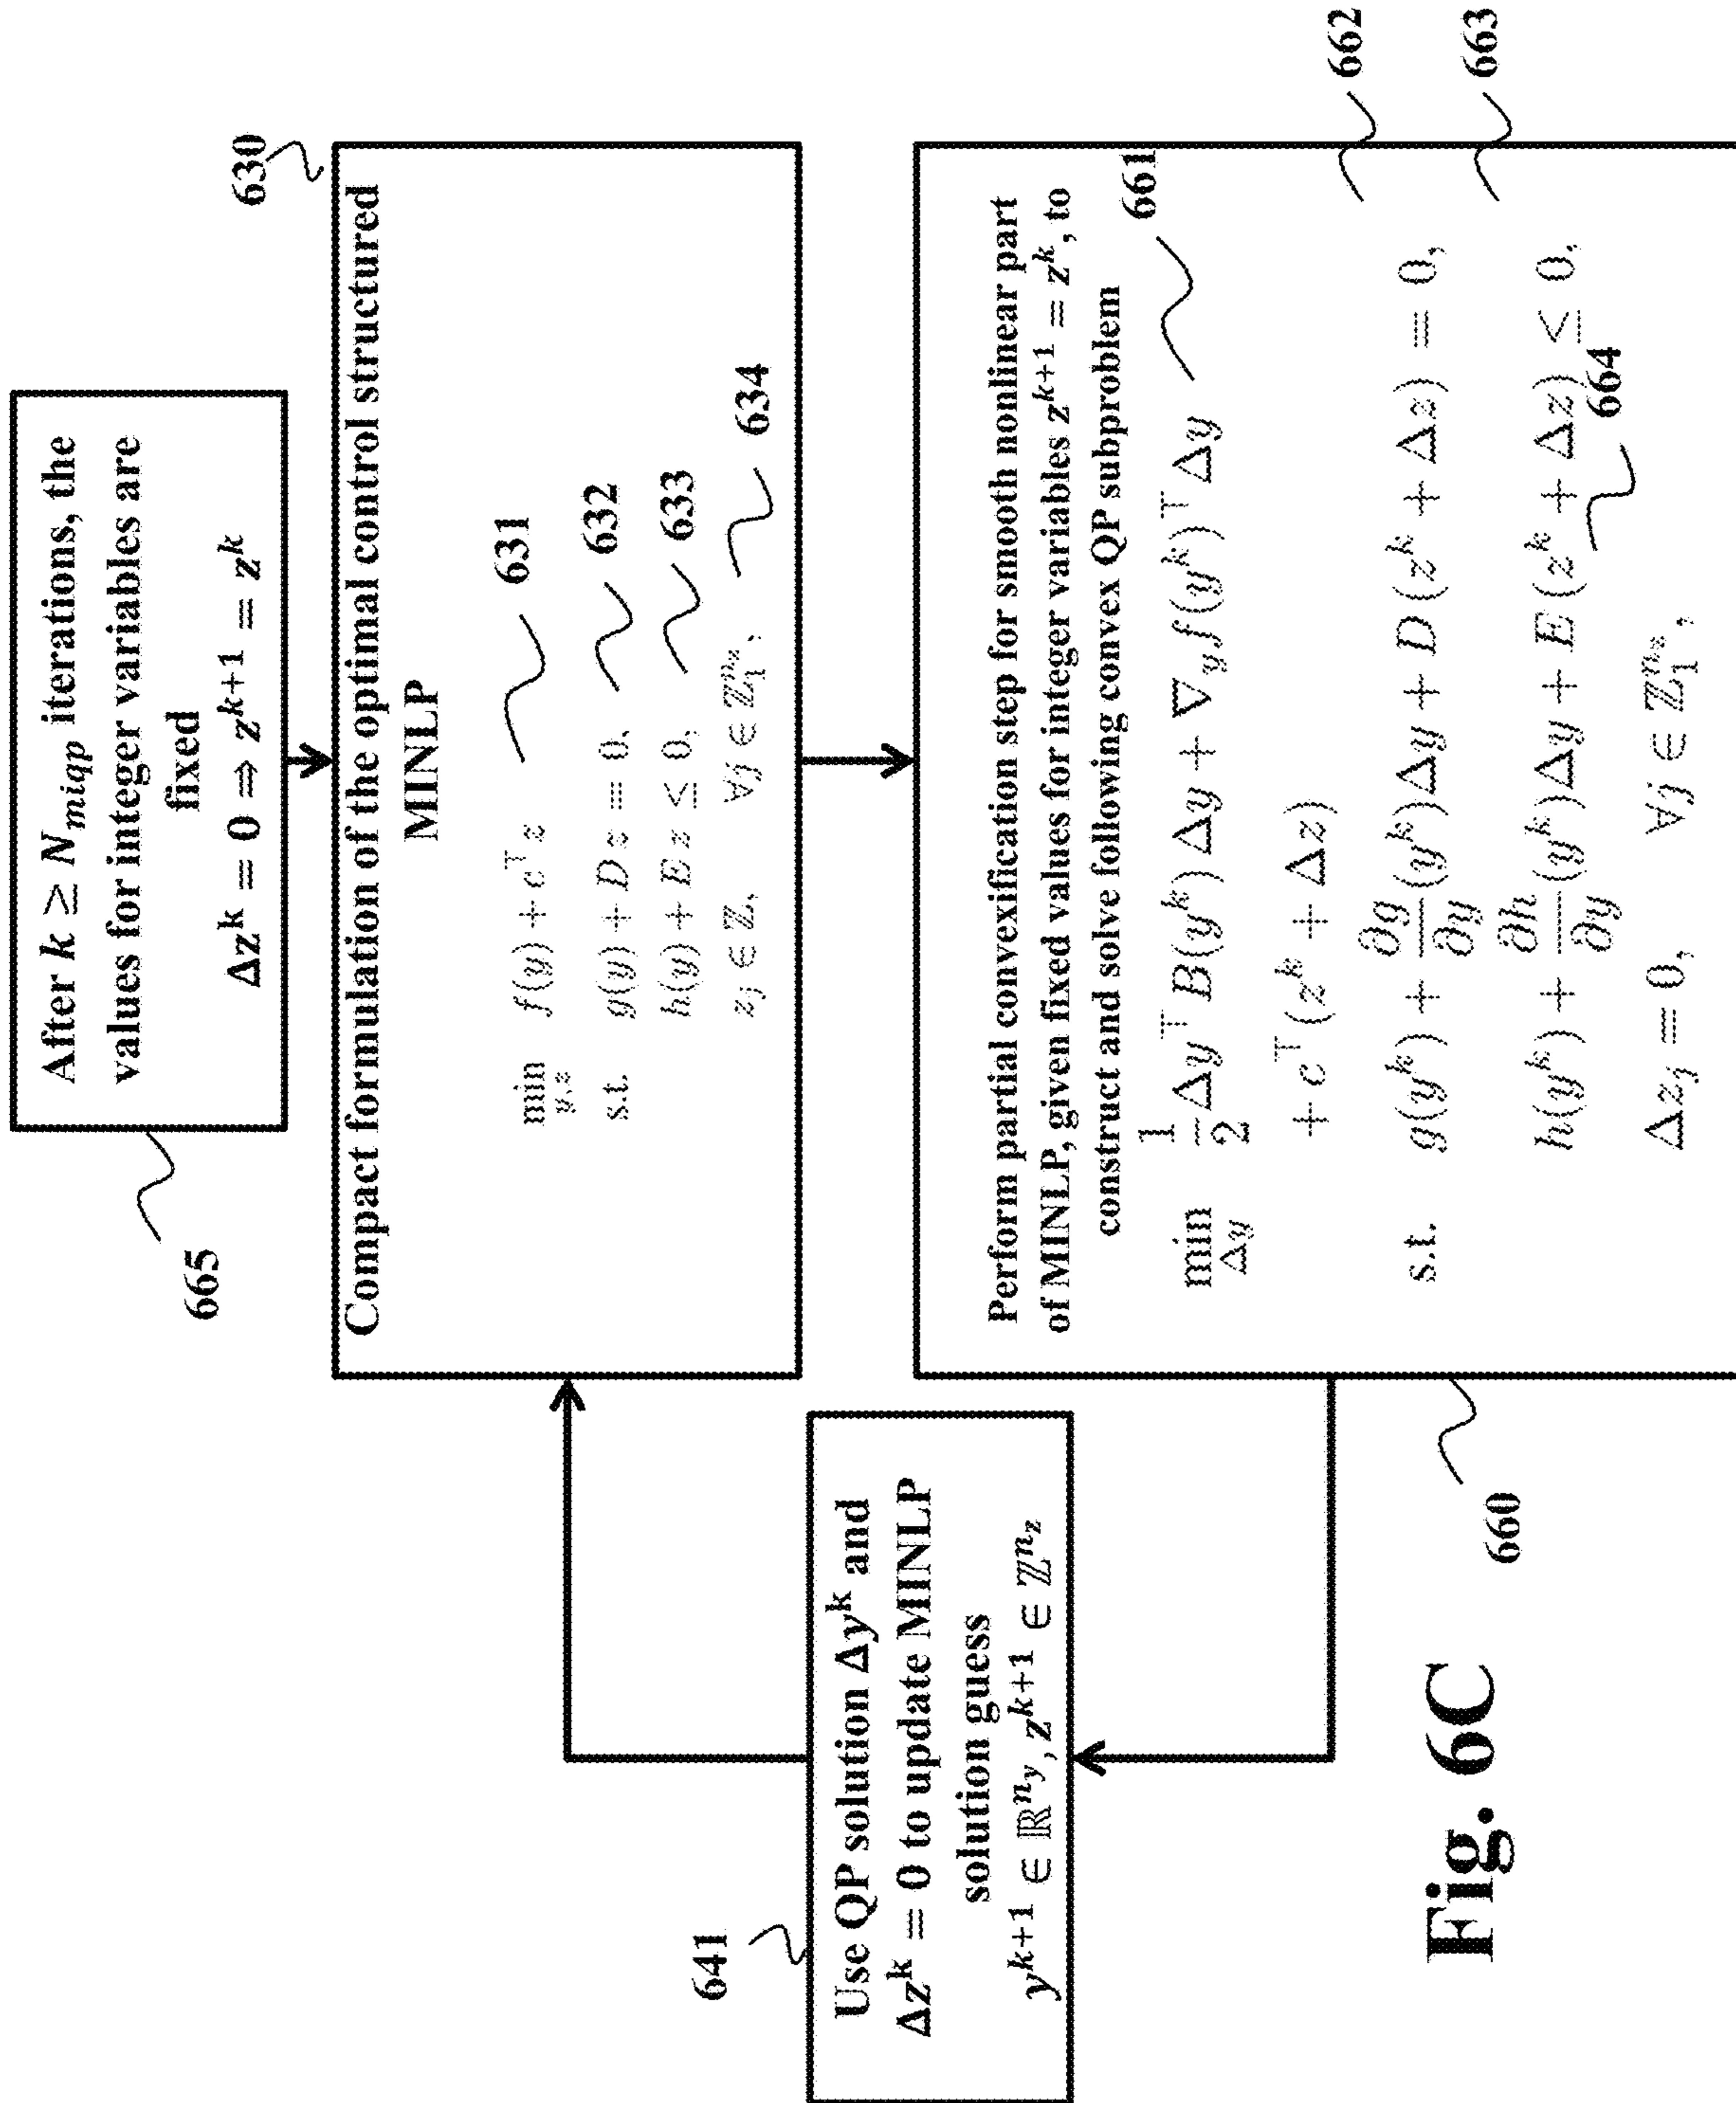 665
After k ≥ N_miqp iterations, the
values for integer variables are
fixed
Δz^k = 0 ⇒ z^{k+1} = z^k
630
Compact formulation of the optimal control structured
MINLP
min_{y,z} f(y) + c^⊤ z
631
s.t. g(y) + D z = 0,
632
h(y) + E z ≤ 0,
633
z_j ∈ ℤ, ∀j ∈ ℤ_1^{n_z},
634
641
Use QP solution Δy^k and
Δz^k = 0 to update MINLP
solution guess
y^{k+1} ∈ ℝ^{n_y}, z^{k+1} ∈ ℤ^{n_z}
660
Perform partial convexification step for smooth nonlinear part
of MINLP, given fixed values for integer variables z^{k+1} = z^k, to
construct and solve following convex QP subproblem
661
min_{Δy} 1/2 Δy^⊤ B(y^k) Δy + ∇_y f(y^k)^⊤ Δy
+ c^⊤(z^k + Δz)
662
s.t. g(y^k) + ∂g/∂y (y^k)Δy + D(z^k + Δz) = 0,
663
h(y^k) + ∂h/∂y (y^k)Δy + E(z^k + Δz) ≤ 0,
664
Δz_j = 0, ∀j ∈ ℤ_1^{n_z},
Fig. 6C